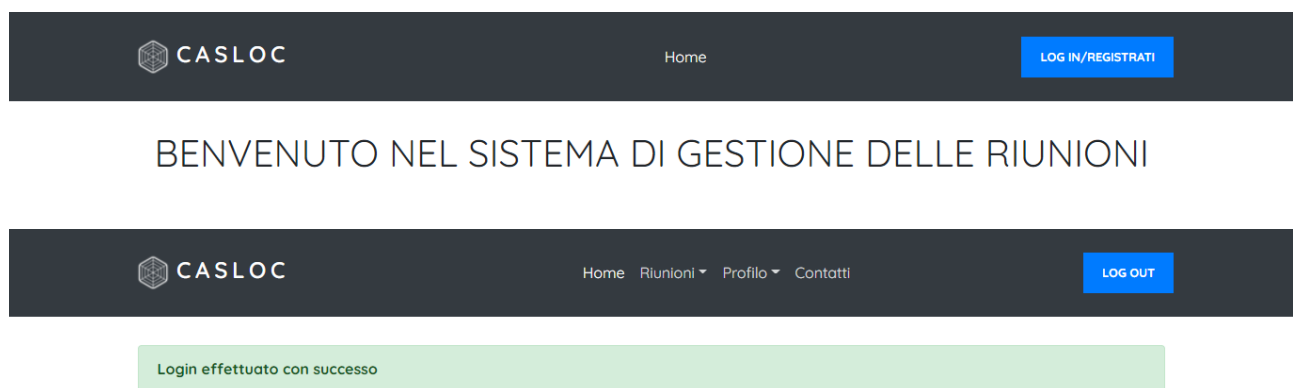 CASLOC Home LOG IN/REGISTRATI
BENVENUTO NEL SISTEMA DI GESTIONE DELLE RIUNIONI
CASLOC Home Riunioni Profilo Contatti LOG OUT
Login effettuato con successo